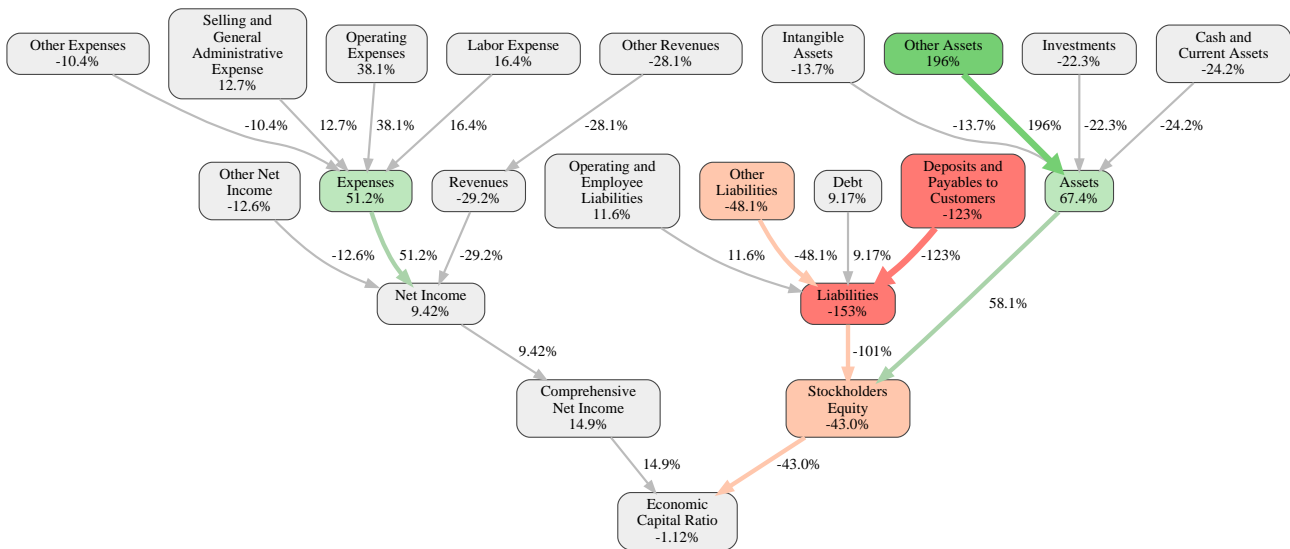 Other Expenses
-10.4%
Selling and
General
Administrative
Expense
12.7%
Operating
Expenses
38.1%
Labor Expense
16.4%
Other Revenues
-28.1%
Intangible
Assets
-13.7%
Other Assets
196%
Investments
-22.3%
Cash and
Current Assets
-24.2%
-10.4%
12.7%
38.1%
16.4%
-28.1%
-13.7%
196%
-22.3%
-24.2%
Other Net
Income
-12.6%
Expenses
51.2%
Revenues
-29.2%
Operating and
Employee
Liabilities
11.6%
Other
Liabilities
-48.1%
Debt
9.17%
Deposits and
Payables to
Customers
-123%
Assets
67.4%
-12.6%
51.2%
-29.2%
11.6%
-48.1%
9.17%
-123%
58.1%
Net Income
9.42%
Liabilities
-153%
9.42%
-101%
Comprehensive
Net Income
14.9%
Stockholders
Equity
-43.0%
14.9%
-43.0%
Economic
Capital Ratio
-1.12%